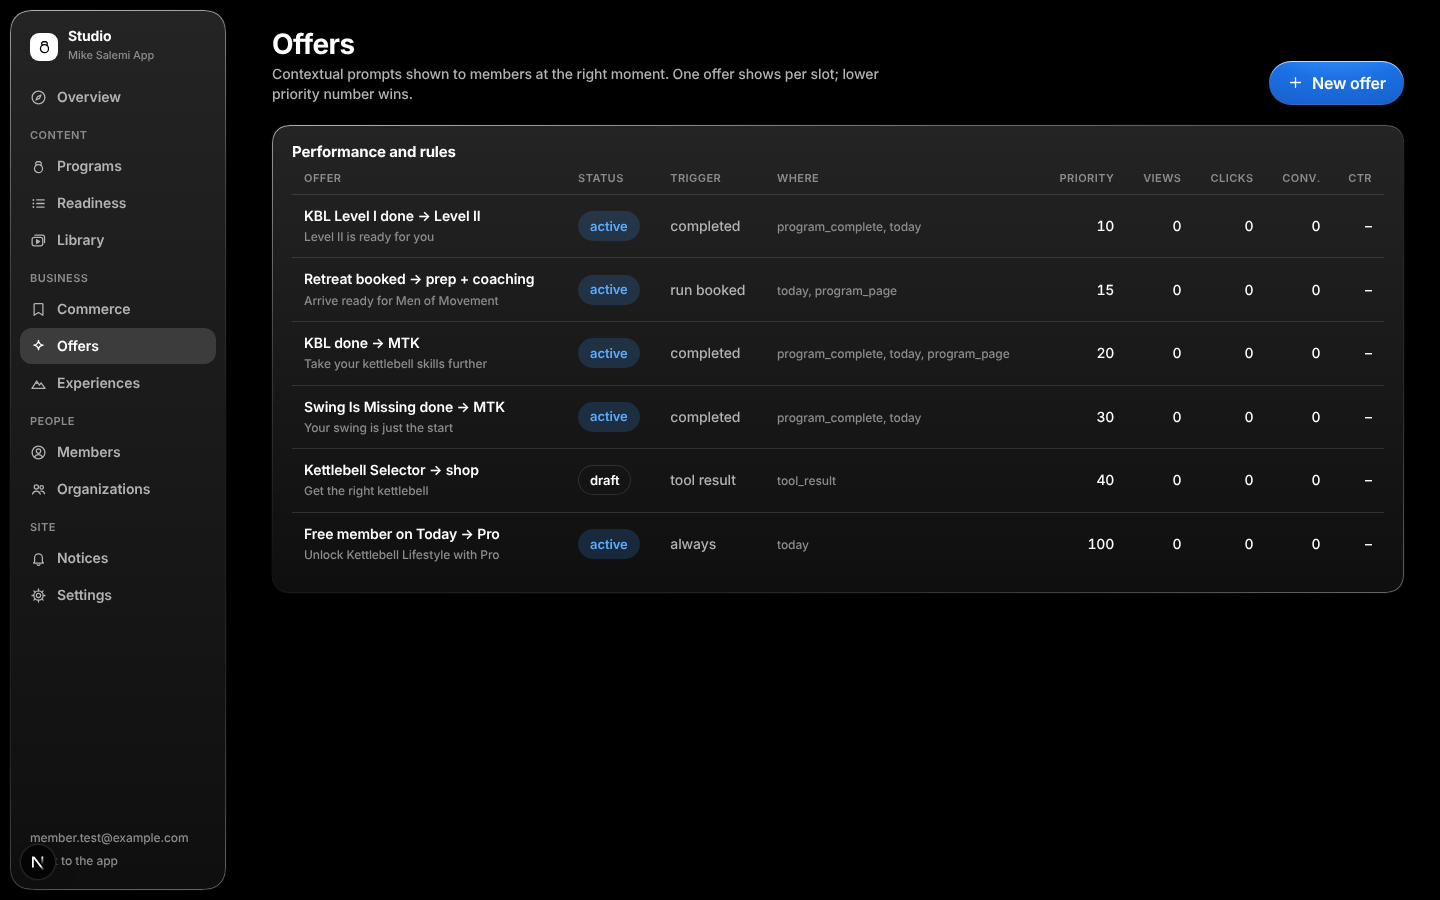 Studio
Mike Salemi App
Overview
CONTENT
Programs
Readiness
Library
BUSINESS
Commerce
Offers
Experiences
PEOPLE
Members
Organizations
SITE
Notices
Settings
member.test@example.com
to the app
N
Offers
Contextual prompts shown to members at the right moment. One offer shows per slot; lower
priority number wins.
+ New offer
Performance and rules
OFFER STATUS TRIGGER WHERE PRIORITY VIEWS CLICKS CONV. CTR
KBL Level I done → Level II active completed program_complete, today 10 0 0 0 –
Level II is ready for you
Retreat booked → prep + coaching active run booked today, program_page 15 0 0 0 –
Arrive ready for Men of Movement
KBL done → MTK active completed program_complete, today, program_page 20 0 0 0 –
Take your kettlebell skills further
Swing Is Missing done → MTK active completed program_complete, today 30 0 0 0 –
Your swing is just the start
Kettlebell Selector → shop draft tool result tool_result 40 0 0 0 –
Get the right kettlebell
Free member on Today → Pro active always today 100 0 0 0 –
Unlock Kettlebell Lifestyle with Pro